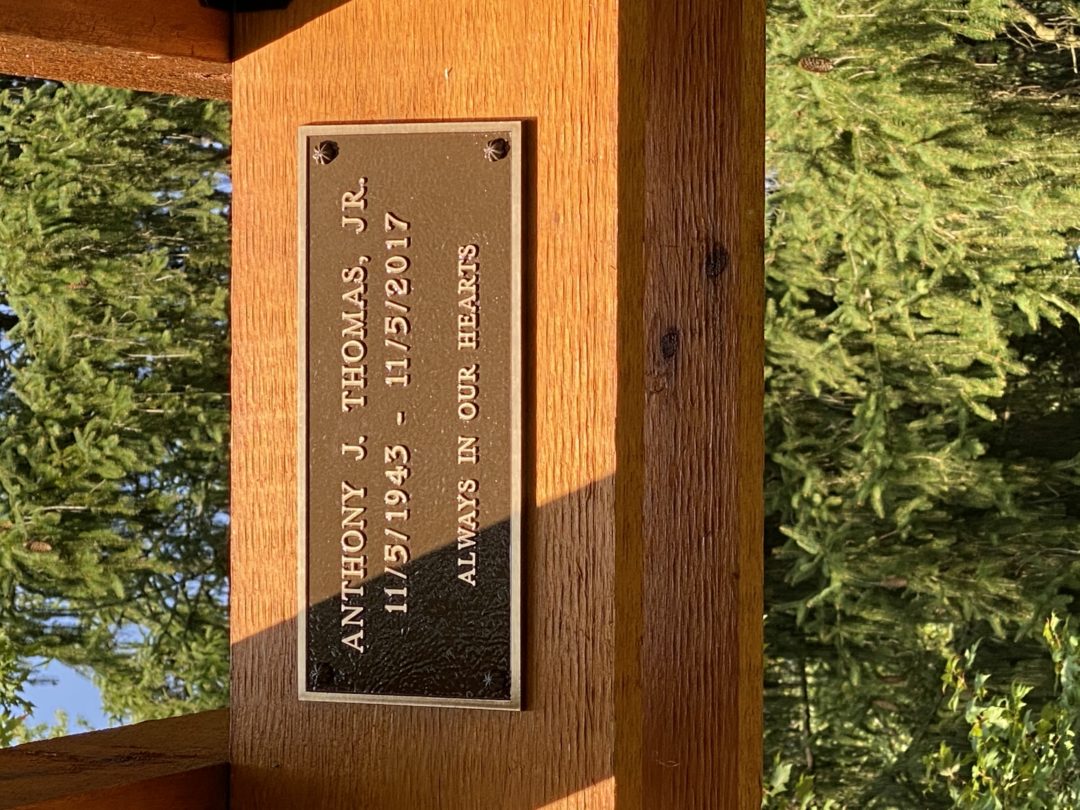 ANTHONY J. THOMAS, JR.
11/5/1943 - 11/5/2017
ALWAYS IN OUR HEARTS